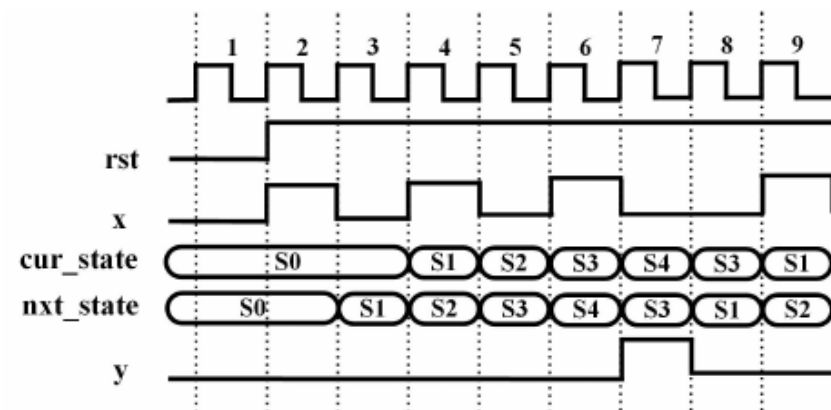 1 2 3 4 5 6 7 8 9
rst
x
cur_state S0 S1 S2 S3 S4 S3 S1
nxt_state S0 S1 S2 S3 S4 S3 S1 S2
y